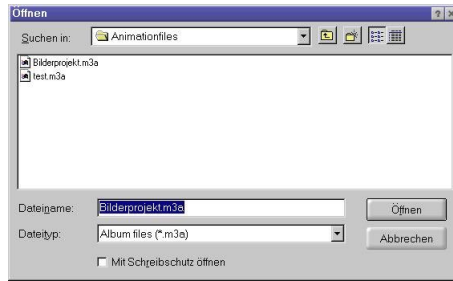 Öffnen
Suchen in: Animationfiles
Bilderprojekt.m3a
test.m3a
Dateiname: Bilderprojekt.m3a Öffnen
Dateityp: Album files (*.m3a) Abbrechen
Mit Schreibschutz öffnen